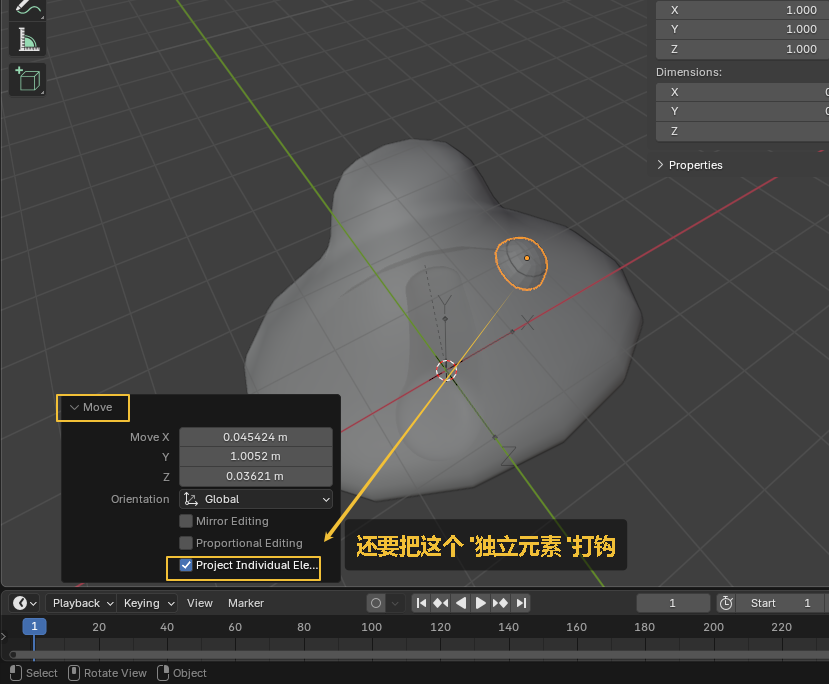 X 1.000
Y 1.000
Z 1.000
Dimensions:
X 0
Y 0
Z
Properties
Y
X
Z
Move
Move X 0.045424 m
Y 1.0052 m
Z 0.03621 m
Orientation Global
Mirror Editing
Proportional Editing
Project Individual Ele...
还要把这个 '独立元素 '打钩
Playback Keying View Marker 1 Start 1
1 20 40 60 80 100 120 140 160 180 200 220
Select Rotate View Object